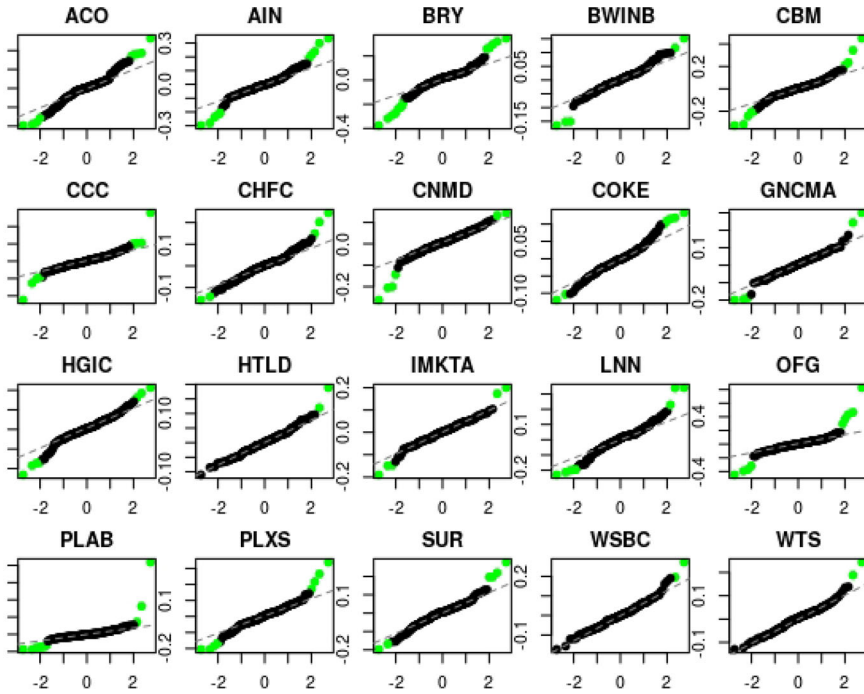 ACO AIN BRY BWINB CBM
0.3 0.0 -0.3
0.0 -0.4
0.05 -0.15
0.2 -0.2
-2 0 2 -2 0 2 -2 0 2 -2 0 2 -2 0 2
CCC CHFC CNMD COKE GNCMA
0.1 -0.1
0.0 -0.2
0.05 -0.10
0.1 -0.2
-2 0 2 -2 0 2 -2 0 2 -2 0 2 -2 0 2
HGIC HTLD IMKTA LNN OFG
0.10 -0.10
0.2 0.0 -0.2
0.1 -0.2
0.4 -0.4
-2 0 2 -2 0 2 -2 0 2 -2 0 2 -2 0 2
PLAB PLXS SUR WSBC WTS
0.1 -0.2
0.1
0.2 -0.1
0.1 -0.1
-2 0 2 -2 0 2 -2 0 2 -2 0 2 -2 0 2